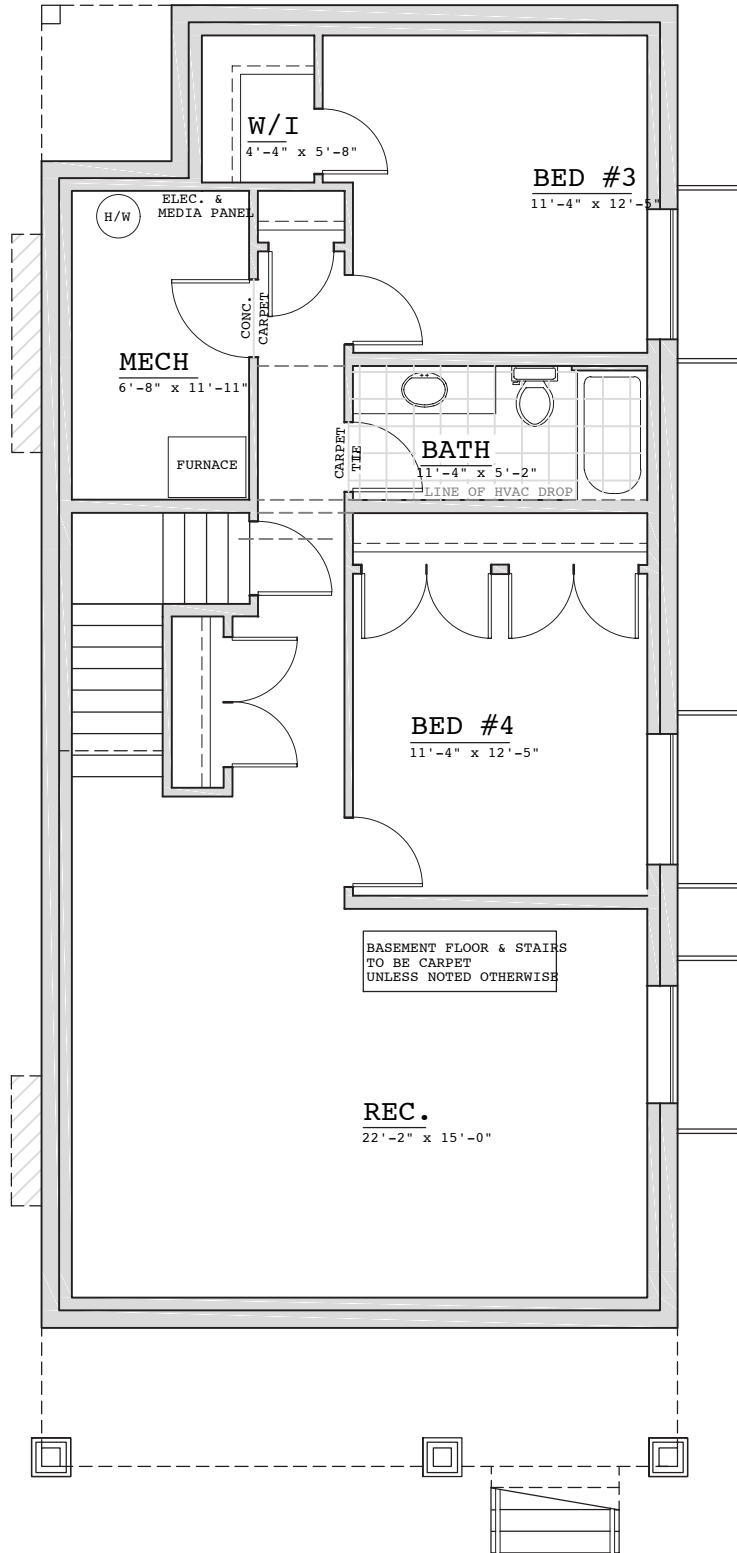 W/I
4'-4" x 5'-8"
BED #3
11'-4" x 12'-5"
ELEC. &
MEDIA PANEL
H/W
CONC.
CARPET
MECH
6'-8" x 11'-11"
FURNACE
CARPET
TILE
BATH
11'-4" x 5'-2"
LINE OF HVAC DROP
BED #4
11'-4" x 12'-5"
BASEMENT FLOOR & STAIRS
TO BE CARPET
UNLESS NOTED OTHERWISE
REC.
22'-2" x 15'-0"